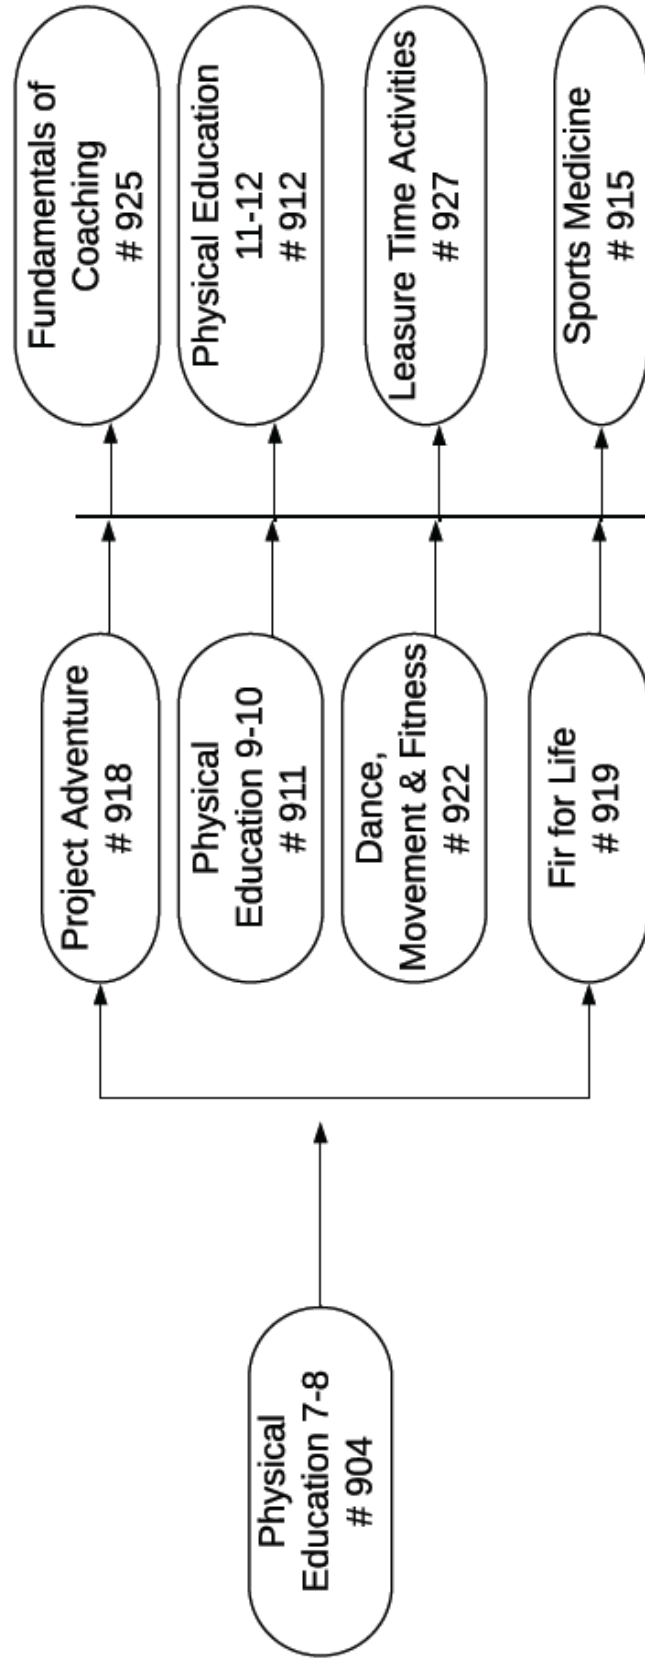 Physical
Education 7-8
# 904
Project Adventure
# 918
Physical
Education 9-10
# 911
Dance,
Movement & Fitness
# 922
Fir for Life
# 919
Fundamentals of
Coaching
# 925
Physical Education
11-12
# 912
Leasure Time Activities
# 927
Sports Medicine
# 915